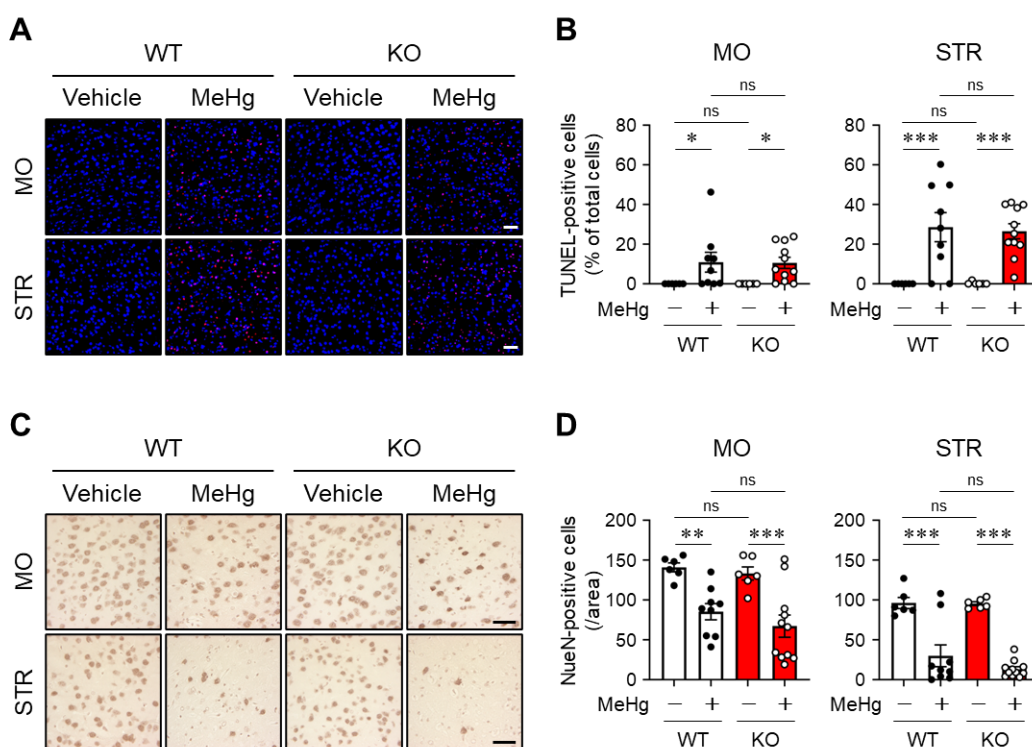 A
WT KO
Vehicle MeHg Vehicle MeHg
MO
STR
B
MO STR
ns ns
ns ns
* * *** ***
TUNEL-positive cells
(% of total cells)
80 80
60 60
40 40
20 20
0 0
MeHg — + — + MeHg — + — +
WT KO WT KO
C
WT KO
Vehicle MeHg Vehicle MeHg
MO
STR
D
MO STR
ns ns
ns ns
** *** *** ***
NueN-positive cells
(/area)
200 200
150 150
100 100
50 50
0 0
MeHg — + — + MeHg — + — +
WT KO WT KO